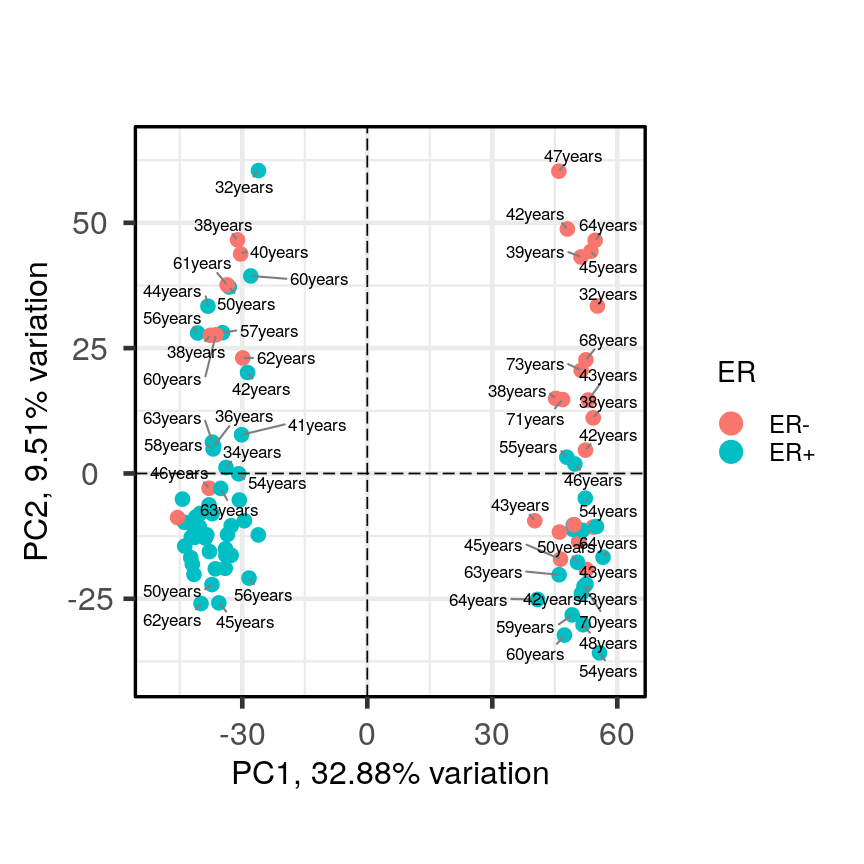 47years
32years
42years
38years
64years
40years
39years
61years
45years
60years
44years
50years
32years
56years
57years
68years
38years
62years
73years
43years
60years
42years
38years
38years
71years
63years
36years
41years
42years
58years
34years
55years
46years
54years
46years
63years
43years
54years
45years
50years
64years
63years
43years
50years
56years
64years
42years
43years
62years
45years
59years
70years
48years
60years
54years
50
25
0
-25
-30
0
30
60
PC1, 32.88% variation
PC2, 9.51% variation
ER
ER-
ER+